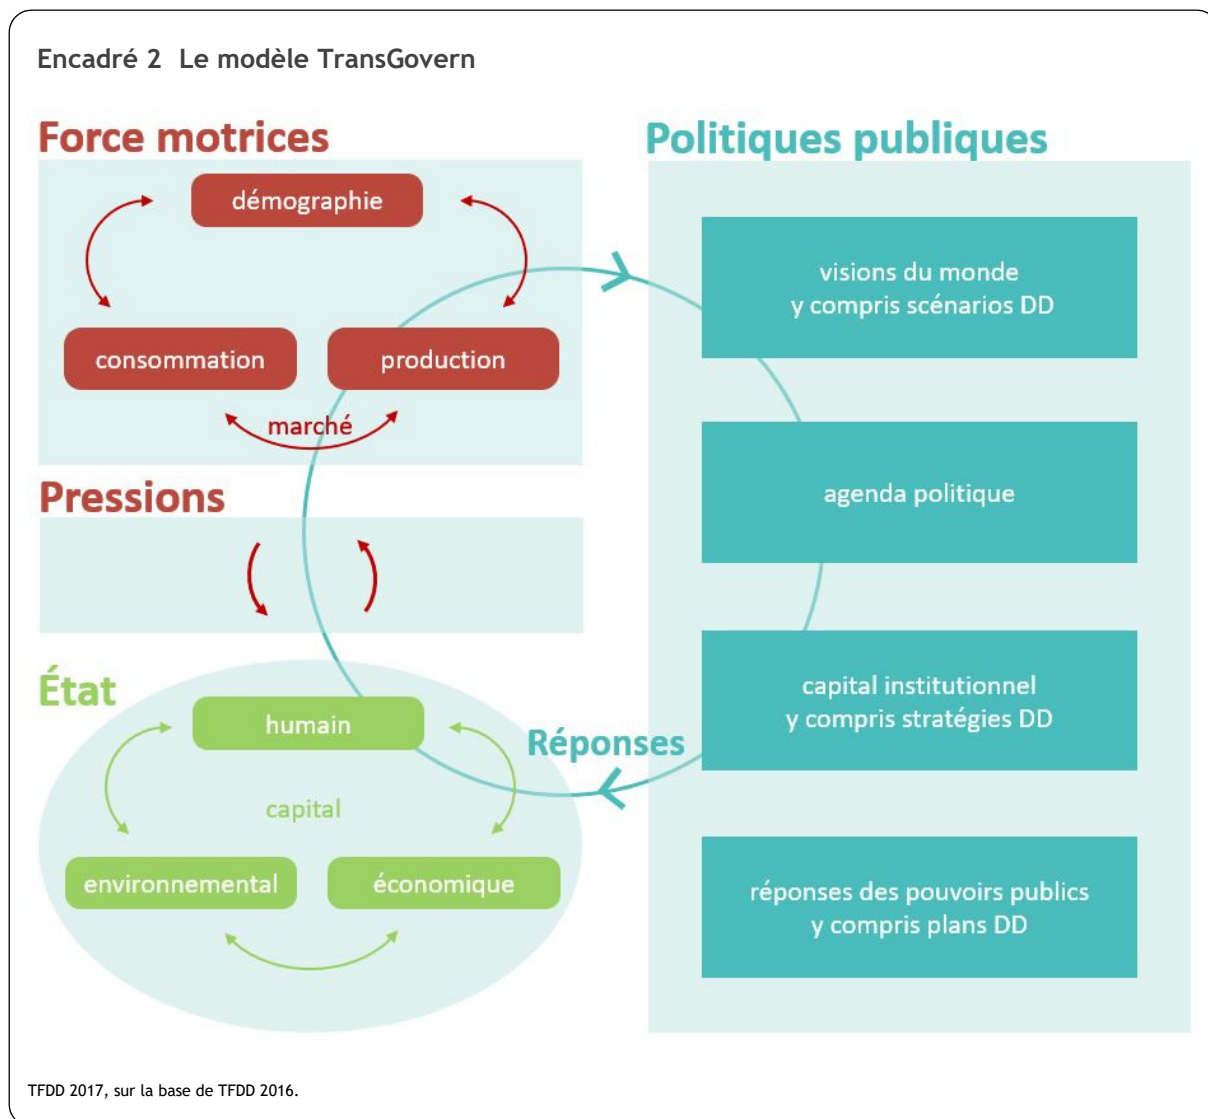 Encadré 2 Le modèle TransGovern
Force motrices
démographie
consommation
production
marché
Pressions
État
humain
capital
environnemental
économique
Politiques publiques
visions du monde
y compris scénarios DD
agenda politique
capital institutionnel
y compris stratégies DD
Réponses
réponses des pouvoirs publics
y compris plans DD
TFDD 2017, sur la base de TFDD 2016.